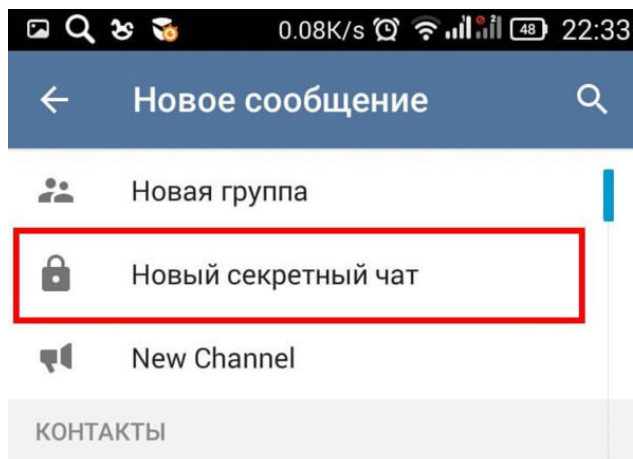 0.08K/s 48 22:33
Новое сообщение
Новая группа
Новый секретный чат
New Channel
КОНТАКТЫ